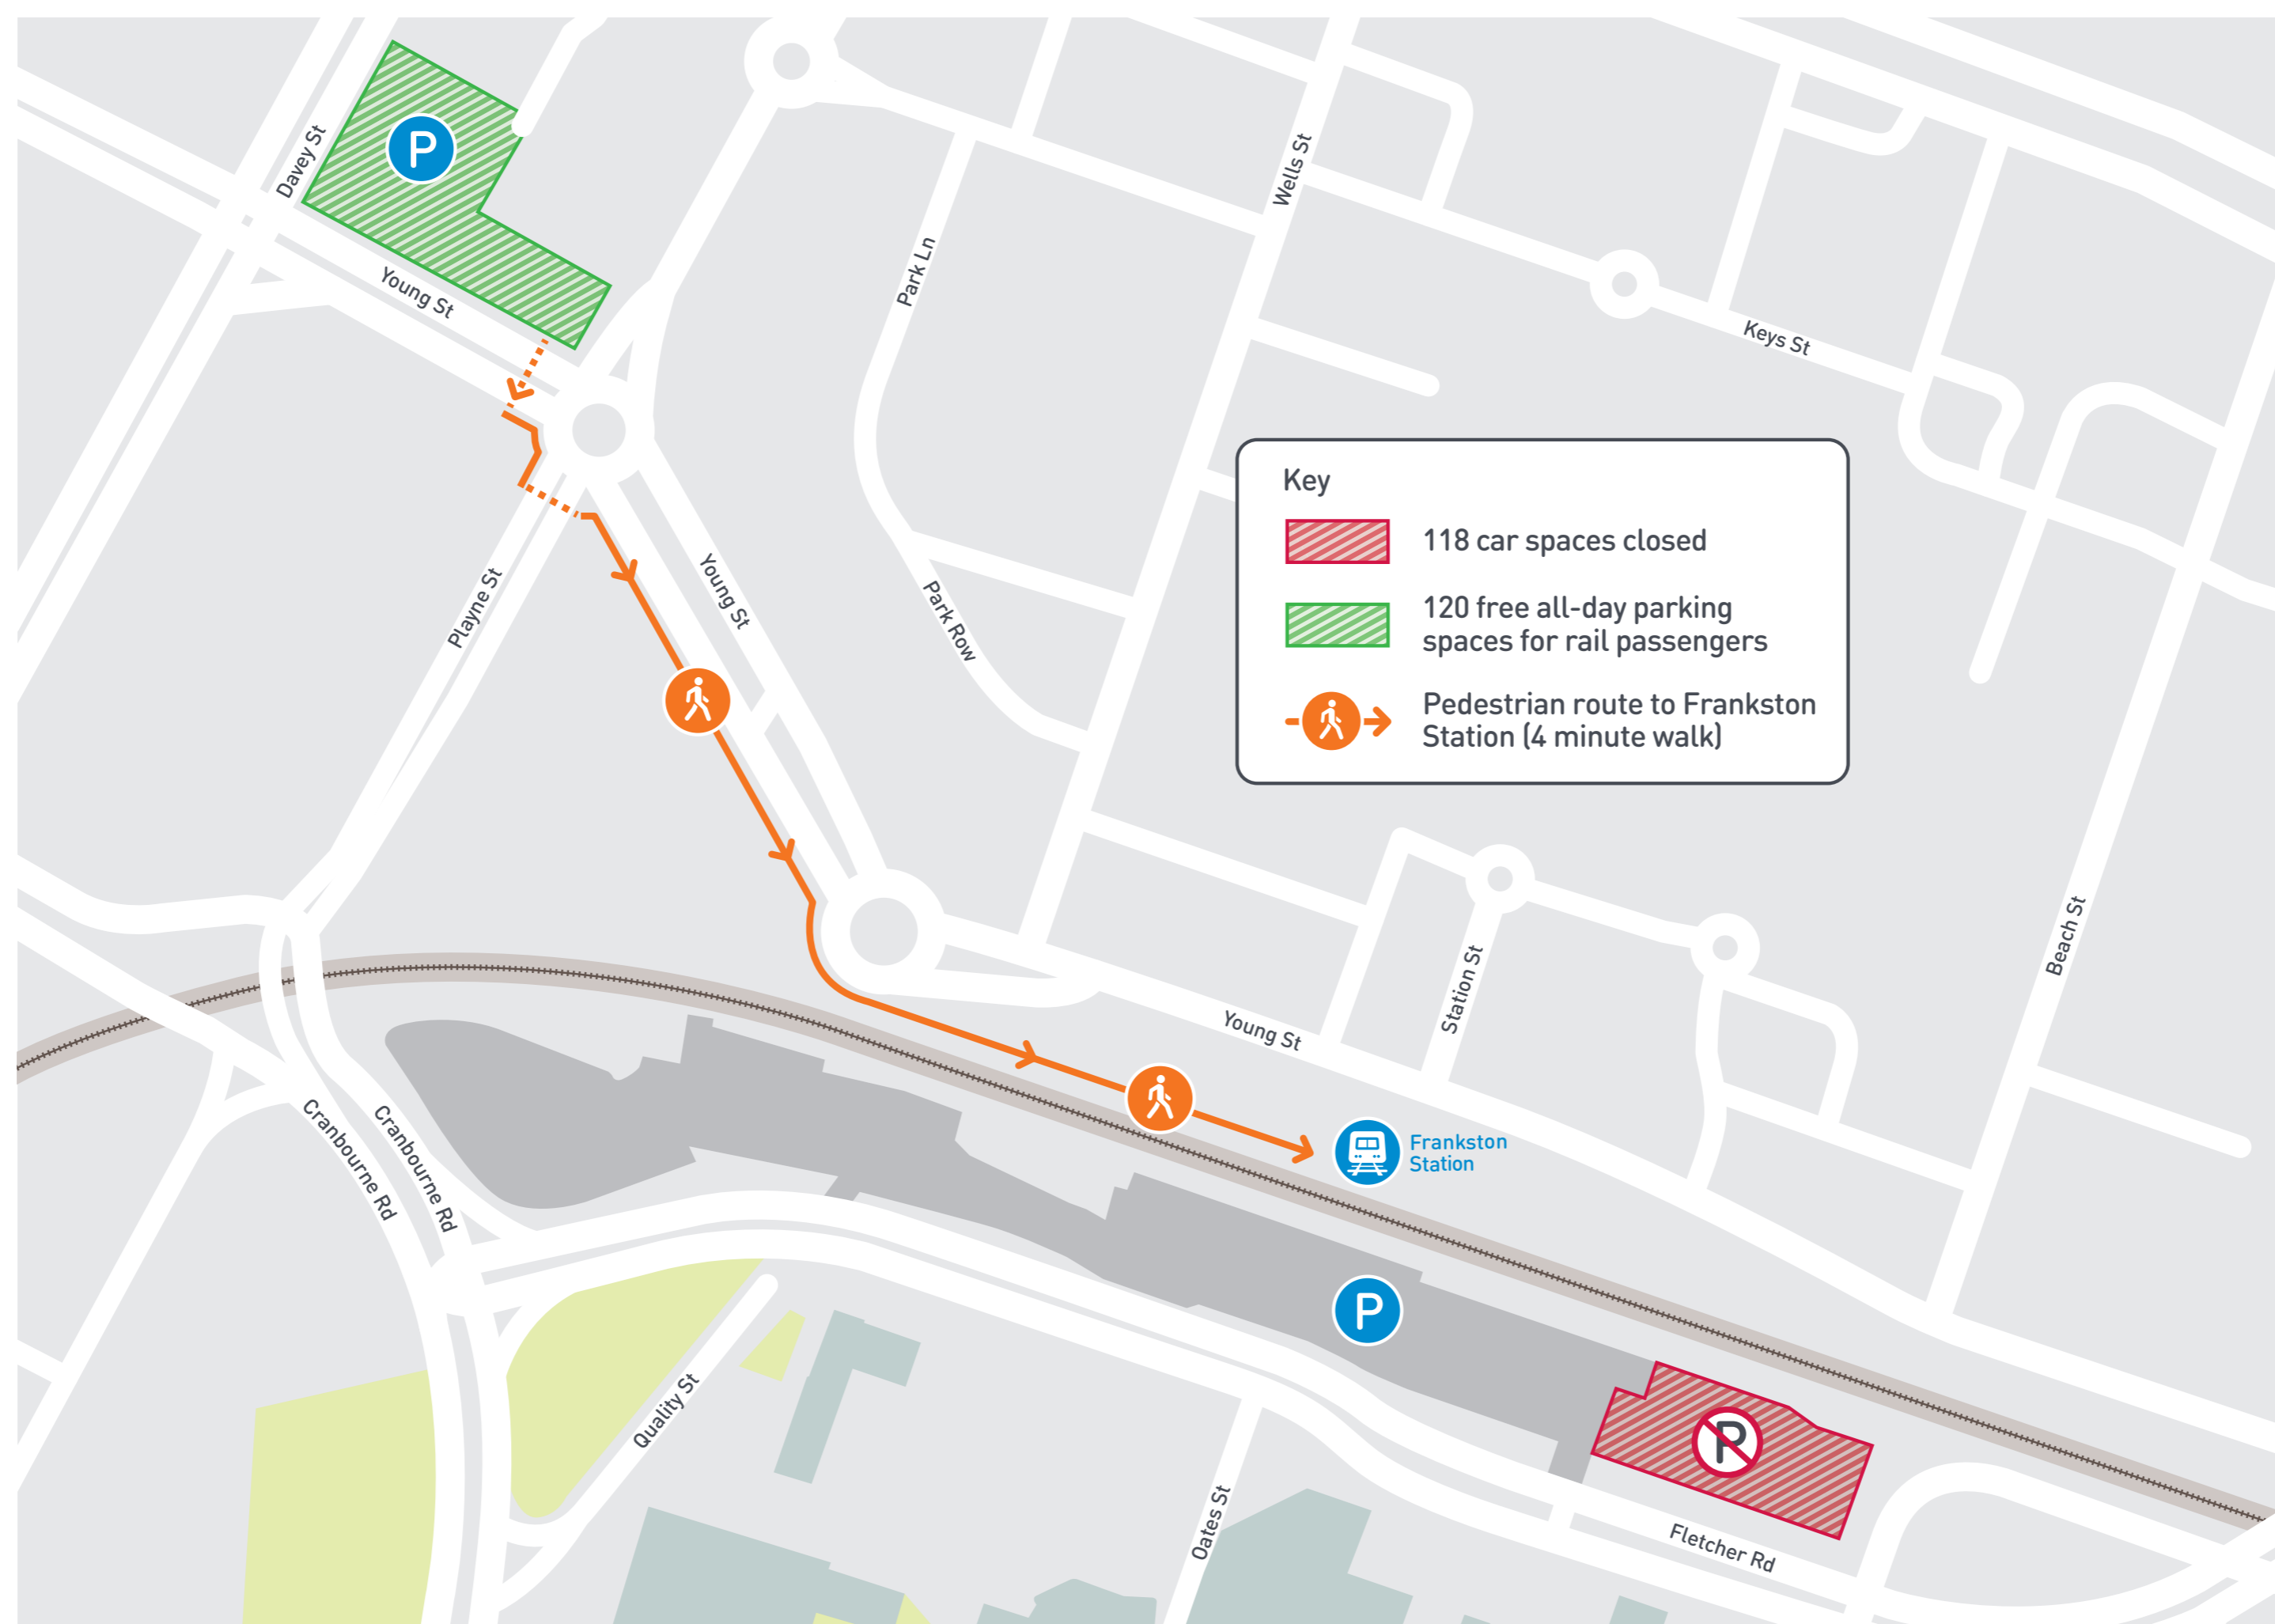 Davey St
P
Young St
Wells St
Park Ln
Keys St
Key
118 car spaces closed
120 free all-day parking
spaces for rail passengers
Pedestrian route to Frankston
Station (4 minute walk)
Playne St
Young St
Park Row
Beach St
Station St
Young St
Frankston
Station
Cranbourne Rd
Cranbourne Rd
P
Quality St
P
Oates St
Fletcher Rd